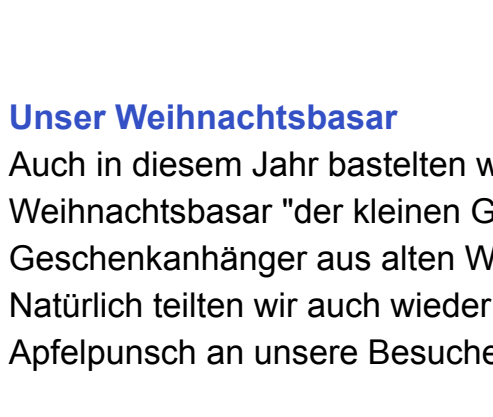 Unser Weihnachtsbasar
Auch in diesem Jahr bastelten
Weihnachtsbasar "der kleinen
Geschenkanhänger aus alten
Natürlich teilten wir auch wieder
Apfelpunsch an unsere